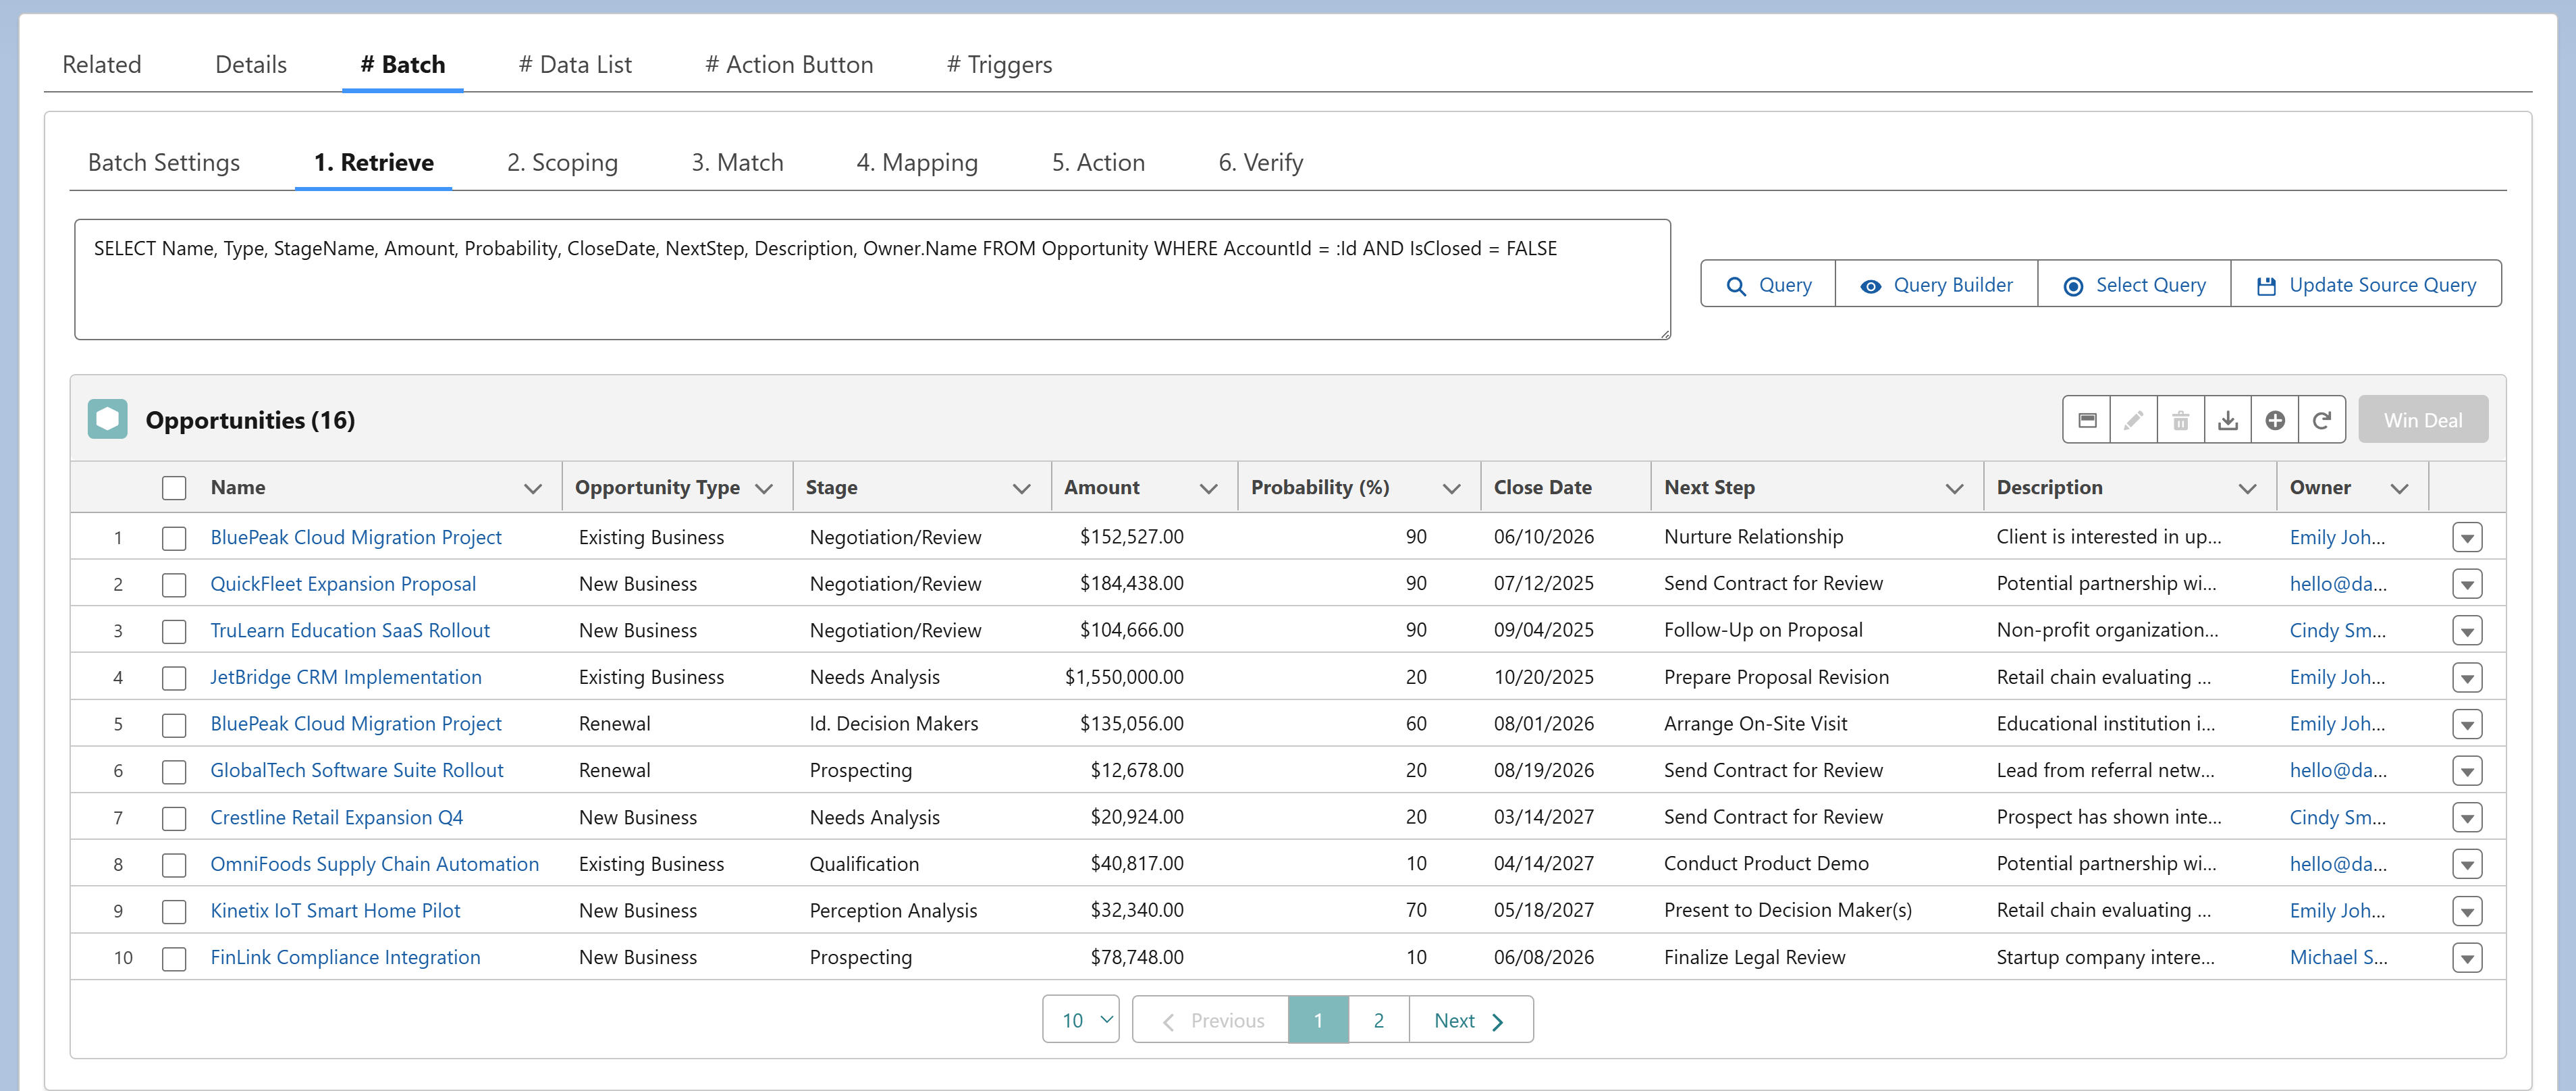 Related Details # Batch # Data List # Action Button # Triggers
Batch Settings 1. Retrieve 2. Scoping 3. Match 4. Mapping 5. Action 6. Verify
SELECT Name, Type, StageName, Amount, Probability, CloseDate, NextStep, Description, Owner.Name FROM Opportunity WHERE AccountId = :Id AND IsClosed = FALSE
Query Query Builder Select Query Update Source Query
Opportunities (16) Win Deal
Name Opportunity Type Stage Amount Probability (%) Close Date Next Step Description Owner
1 BluePeak Cloud Migration Project Existing Business Negotiation/Review $152,527.00 90 06/10/2026 Nurture Relationship Client is interested in up... Emily Joh...
2 QuickFleet Expansion Proposal New Business Negotiation/Review $184,438.00 90 07/12/2025 Send Contract for Review Potential partnership wi... hello@da...
3 TruLearn Education SaaS Rollout New Business Negotiation/Review $104,666.00 90 09/04/2025 Follow-Up on Proposal Non-profit organization... Cindy Sm...
4 JetBridge CRM Implementation Existing Business Needs Analysis $1,550,000.00 20 10/20/2025 Prepare Proposal Revision Retail chain evaluating ... Emily Joh...
5 BluePeak Cloud Migration Project Renewal Id. Decision Makers $135,056.00 60 08/01/2026 Arrange On-Site Visit Educational institution i... Emily Joh...
6 GlobalTech Software Suite Rollout Renewal Prospecting $12,678.00 20 08/19/2026 Send Contract for Review Lead from referral netw... hello@da...
7 Crestline Retail Expansion Q4 New Business Needs Analysis $20,924.00 20 03/14/2027 Send Contract for Review Prospect has shown inte... Cindy Sm...
8 OmniFoods Supply Chain Automation Existing Business Qualification $40,817.00 10 04/14/2027 Conduct Product Demo Potential partnership wi... hello@da...
9 Kinetix IoT Smart Home Pilot New Business Perception Analysis $32,340.00 70 05/18/2027 Present to Decision Maker(s) Retail chain evaluating ... Emily Joh...
10 FinLink Compliance Integration New Business Prospecting $78,748.00 10 06/08/2026 Finalize Legal Review Startup company intere... Michael S...
10 Previous 1 2 Next